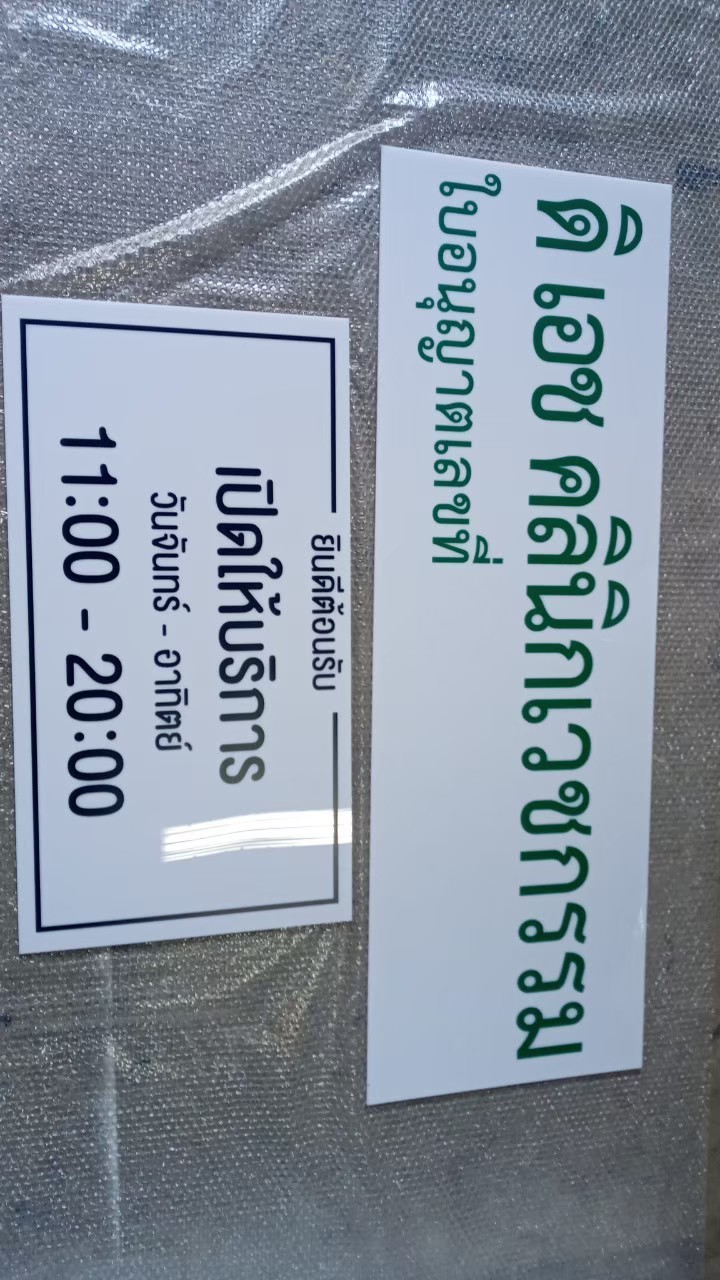 ดิ เอช คลินิกเวชกรรม
ใบอนุญาตเลขที่
ยินดีต้อนรับ
เปิดให้บริการ
วันจันทร์ - อาทิตย์
11:00 - 20:00